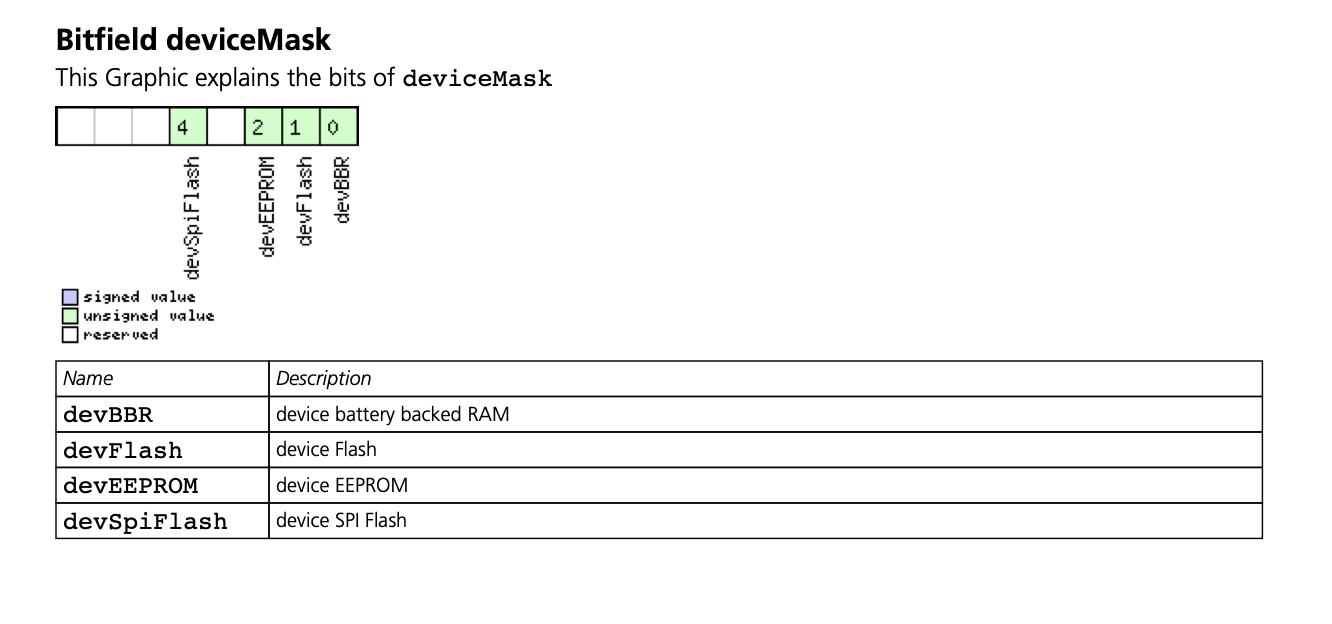 Bitfield deviceMask
This Graphic explains the bits of deviceMask
4 2 1 0
devSpiFlash
devEEPROM
devFlash
devBBR
signed value
unsigned value
reserved
Name Description
devBBR device battery backed RAM
devFlash device Flash
devEEPROM device EEPROM
devSpiFlash device SPI Flash